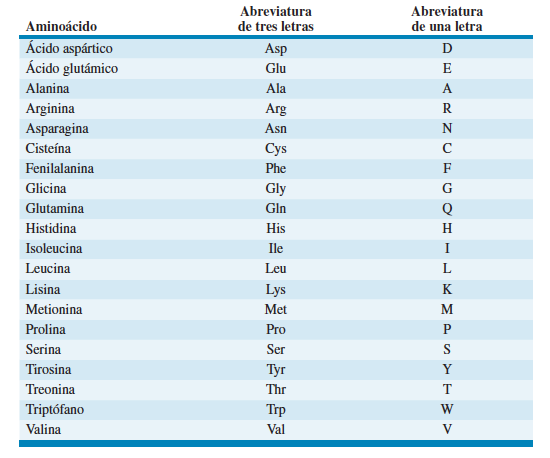 Aminoácido Abreviatura de tres letras Abreviatura de una letra
Ácido aspártico Asp D
Ácido glutámico Glu E
Alanina Ala A
Arginina Arg R
Asparagina Asn N
Cisteína Cys C
Fenilalanina Phe F
Glicina Gly G
Glutamina Gln Q
Histidina His H
Isoleucina Ile I
Leucina Leu L
Lisina Lys K
Metionina Met M
Prolina Pro P
Serina Ser S
Tirosina Tyr Y
Treonina Thr T
Triptófano Trp W
Valina Val V